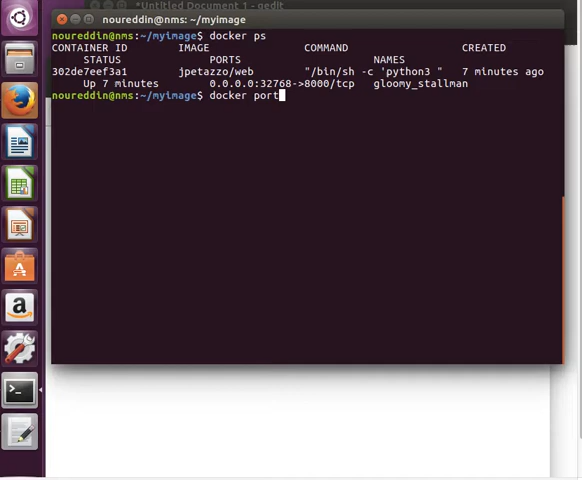 *Untitled Document 1 - gedit
noureddin@nms: ~/myimage
noureddin@nms:~/myimage$ docker ps
CONTAINER ID IMAGE COMMAND CREATED
STATUS PORTS NAMES
302de7eef3a1 jpetazzo/web "/bin/sh -c 'python3 " 7 minutes ago
Up 7 minutes 0.0.0.0:32768->8000/tcp gloomy_stallman
noureddin@nms:~/myimage$ docker port